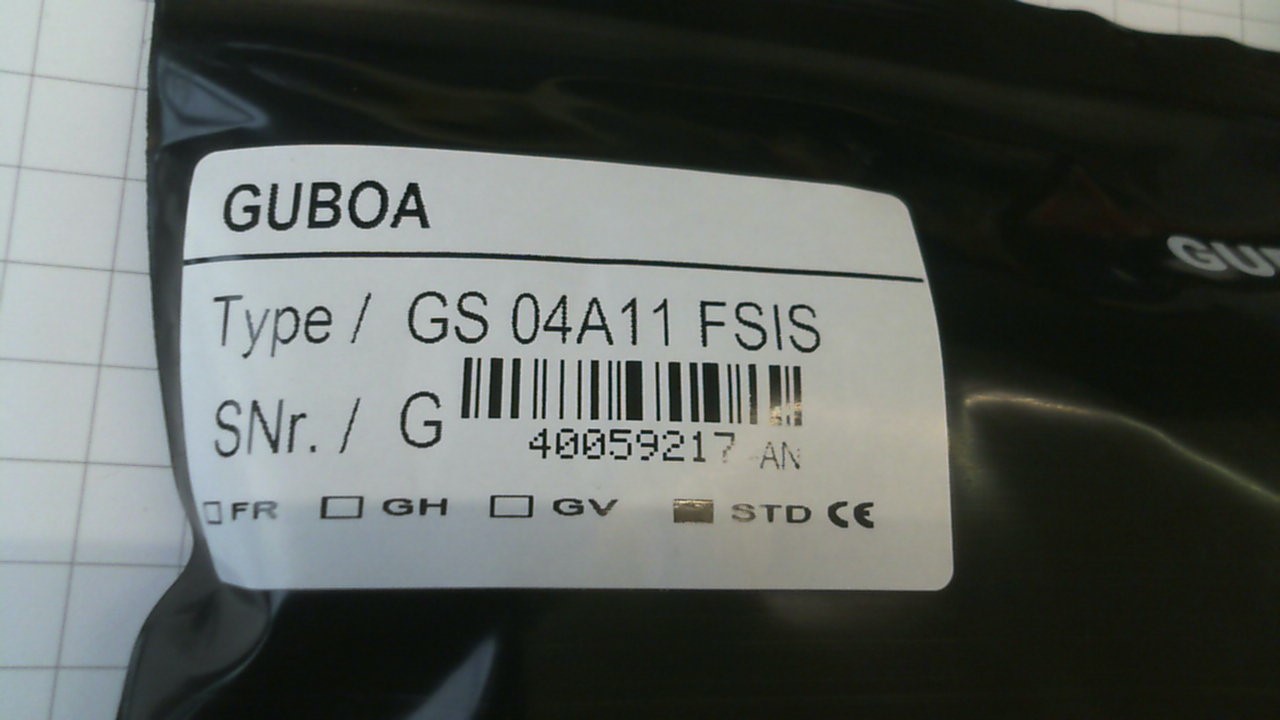 GUBOA
Type / GS 04A11 FSIS
SNr. / G
40059217 AN
FR GH GV STD CE